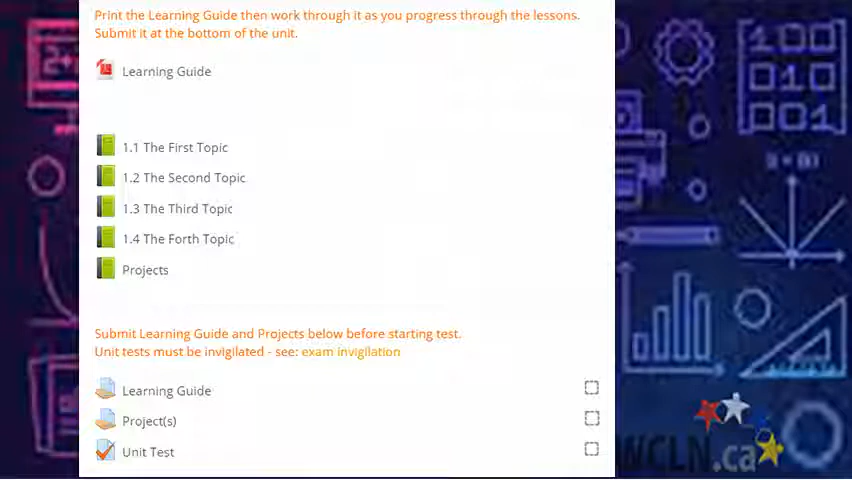 Print the Learning Guide then work through it as you progress through the lessons.
Submit it at the bottom of the unit.
Learning Guide
1.1 The First Topic
1.2 The Second Topic
1.3 The Third Topic
1.4 The Forth Topic
Projects
Submit Learning Guide and Projects below before starting test.
Unit tests must be invigilated - see: exam invigilation
Learning Guide
Project(s)
Unit Test
100
010
001
WCLN.ca